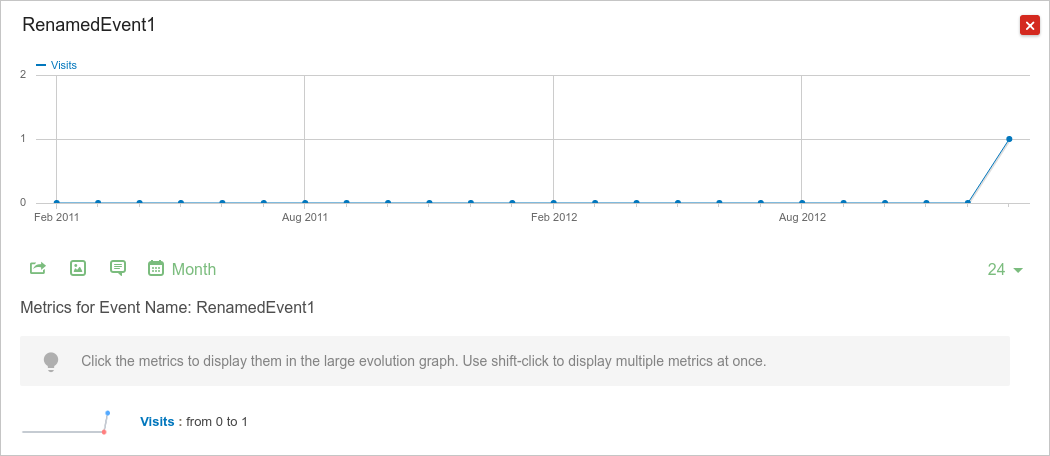 RenamedEvent1
Visits
2
1
0
Feb 2011 Aug 2011 Feb 2012 Aug 2012
Month 24
Metrics for Event Name: RenamedEvent1
Click the metrics to display them in the large evolution graph. Use shift-click to display multiple metrics at once.
Visits : from 0 to 1